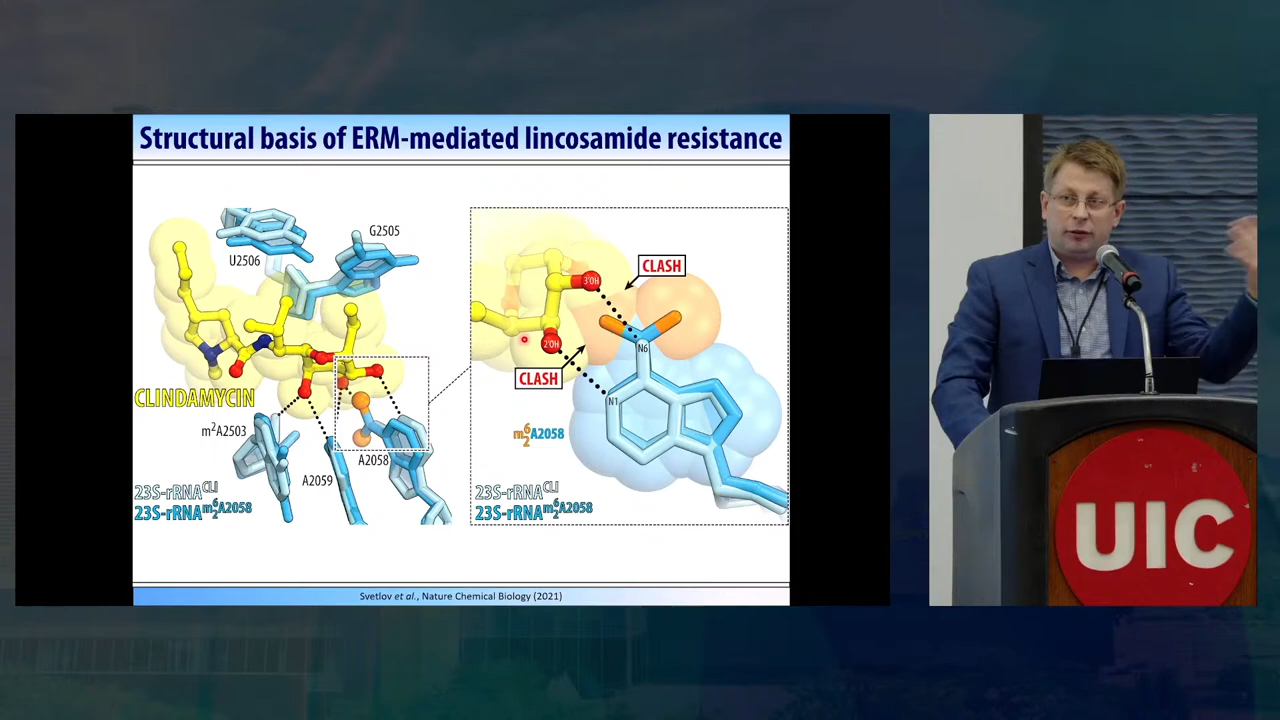 Structural basis of ERM-mediated lincosamide resistance
U2506
G2505
CLINDAMYCIN
m²A2503
A2059
A2058
23S-rRNA^CLI
23S-rRNA^m⁶₂A2058
CLASH
3'OH
2'OH
N6
CLASH
N1
m⁶₂A2058
23S-rRNA^CLI
23S-rRNA^m⁶₂A2058
Svetlov et al., Nature Chemical Biology (2021)
UIC